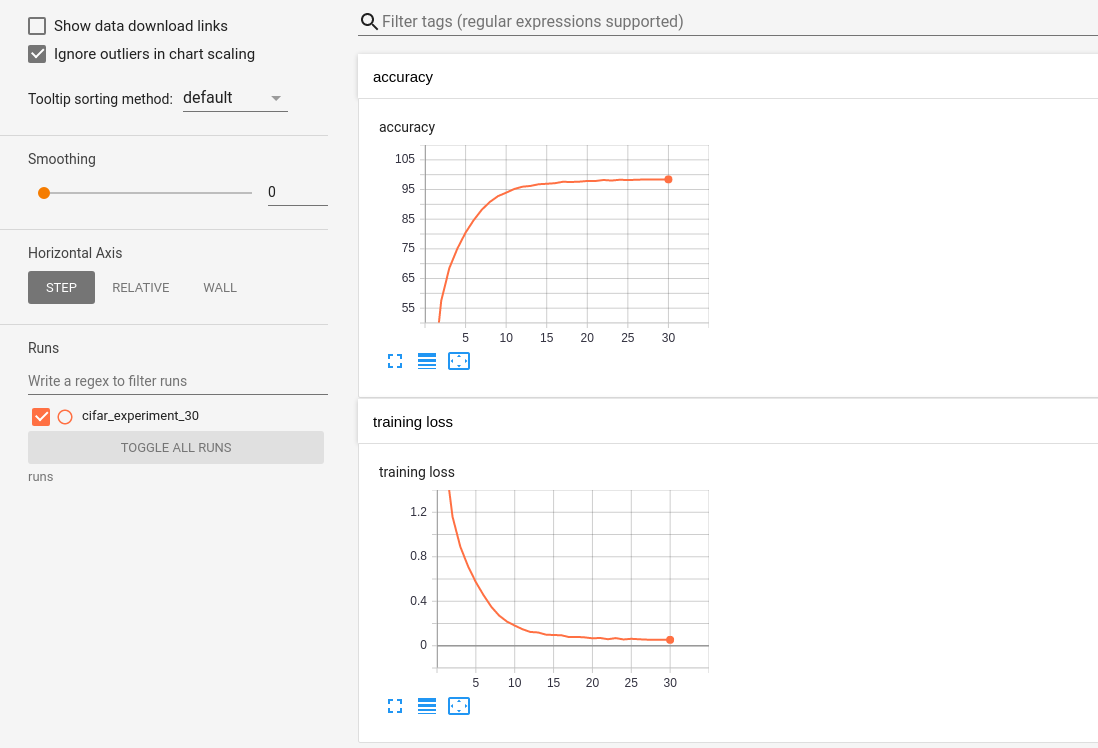 Show data download links
Ignore outliers in chart scaling
Tooltip sorting method: default
Smoothing
0
Horizontal Axis
STEP RELATIVE WALL
Runs
Write a regex to filter runs
cifar_experiment_30
TOGGLE ALL RUNS
runs
Filter tags (regular expressions supported)
accuracy
accuracy
105
95
85
75
65
55
5 10 15 20 25 30
training loss
training loss
1.2
0.8
0.4
0
5 10 15 20 25 30